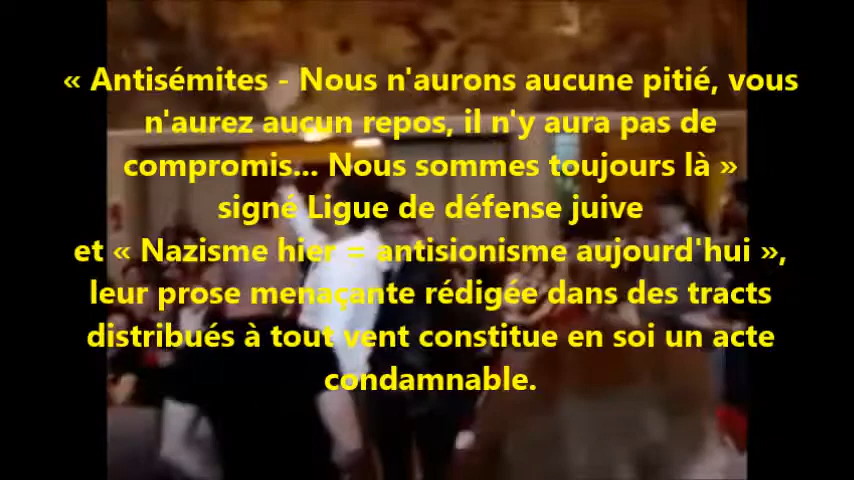 « Antisémites - Nous n'aurons aucune pitié, vous
n'aurez aucun repos, il n'y aura pas de
compromis... Nous sommes toujours là »
signé Ligue de défense juive
et « Nazisme hier = antisionisme aujourd'hui »,
leur prose menaçante rédigée dans des tracts
distribués à tout vent constitue en soi un acte
condamnable.